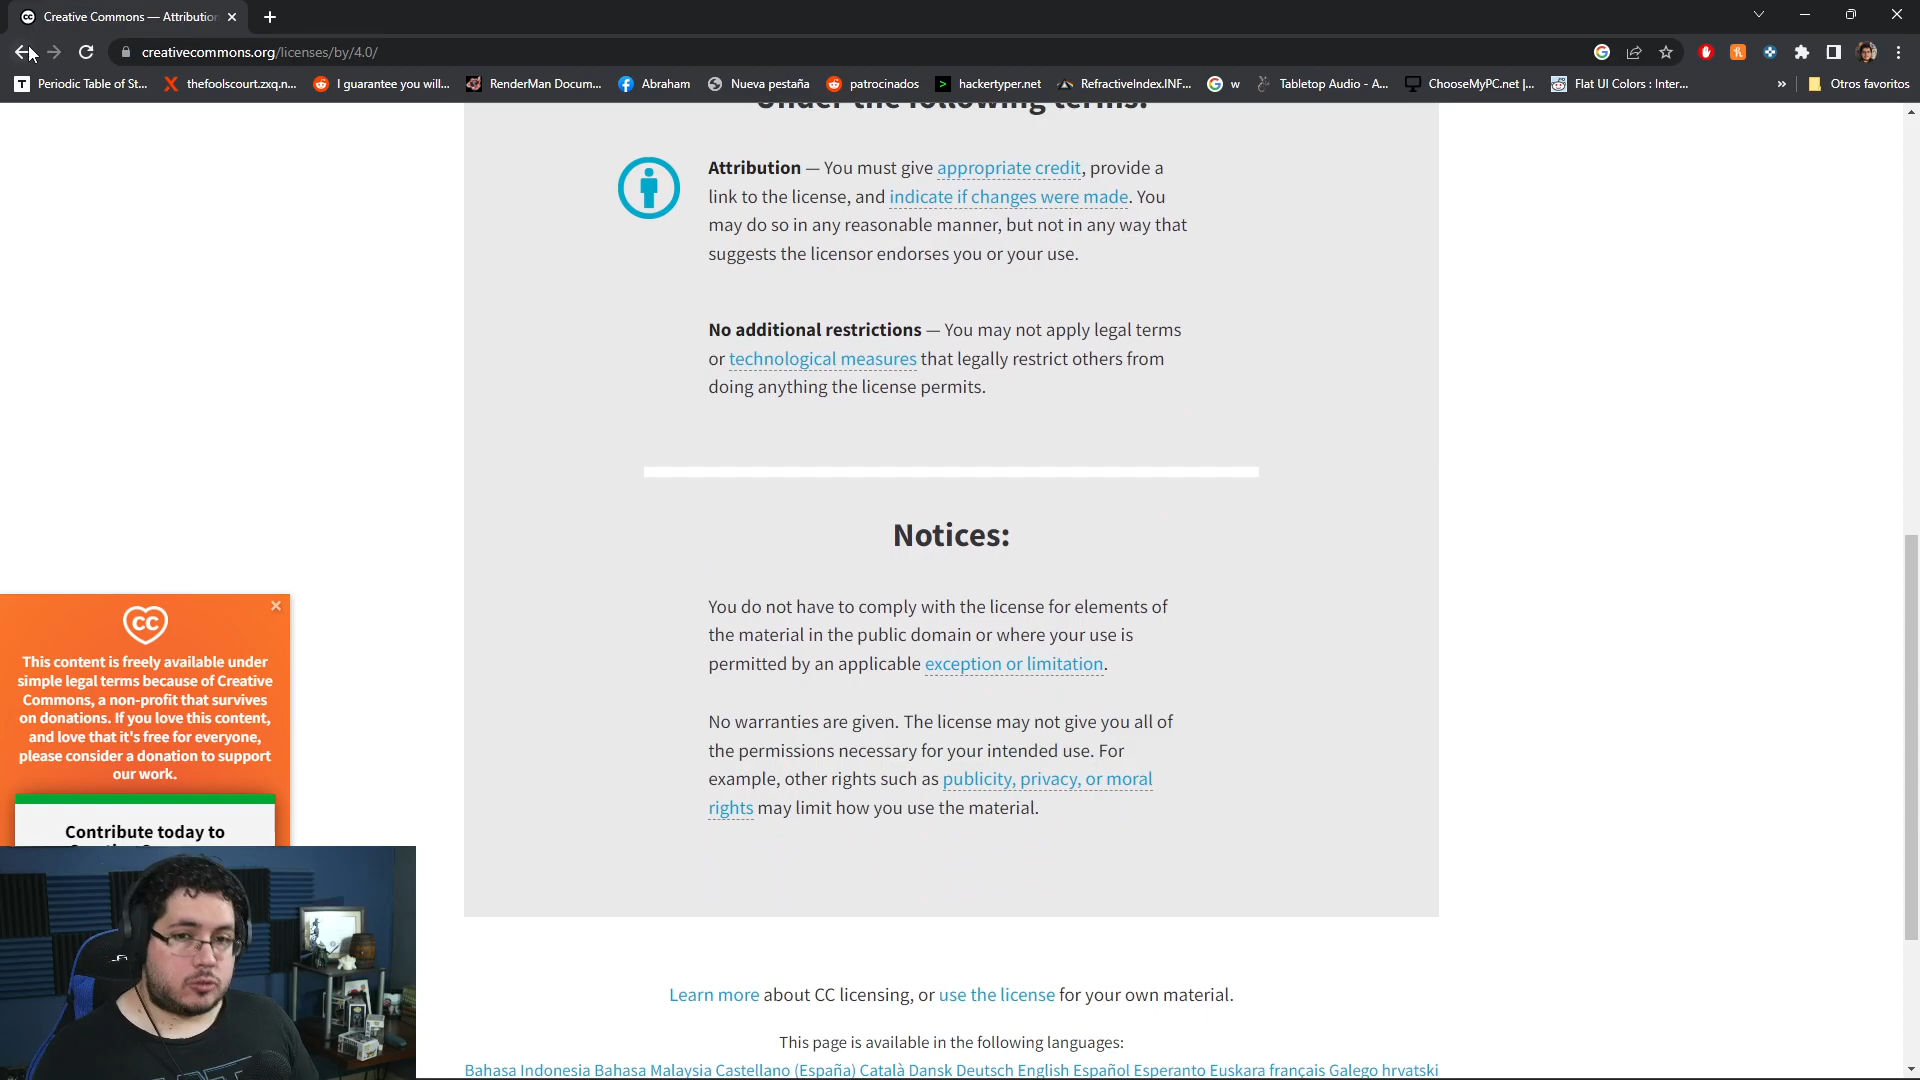 Creative Commons — Attribution
creativecommons.org/licenses/by/4.0/
Periodic Table of St... thefoolscourt.zxq.n... I guarantee you will... RenderMan Docum... Abraham Nueva pestaña patrocinados hackertyper.net RefractiveIndex.INF... w Tabletop Audio - A... ChooseMyPC.net |... Flat UI Colors : Inter... » Otros favoritos
Under the following terms:
Attribution — You must give appropriate credit, provide a
link to the license, and indicate if changes were made. You
may do so in any reasonable manner, but not in any way that
suggests the licensor endorses you or your use.
No additional restrictions — You may not apply legal terms
or technological measures that legally restrict others from
doing anything the license permits.
Notices:
You do not have to comply with the license for elements of
the material in the public domain or where your use is
permitted by an applicable exception or limitation.
No warranties are given. The license may not give you all of
the permissions necessary for your intended use. For
example, other rights such as publicity, privacy, or moral
rights may limit how you use the material.
CC
This content is freely available under
simple legal terms because of Creative
Commons, a non-profit that survives
on donations. If you love this content,
and love that it's free for everyone,
please consider a donation to support
our work.
Contribute today to
Learn more about CC licensing, or use the license for your own material.
This page is available in the following languages:
Bahasa Indonesia Bahasa Malaysia Castellano (España) Català Dansk Deutsch English Español Esperanto Euskara français Galego hrvatski